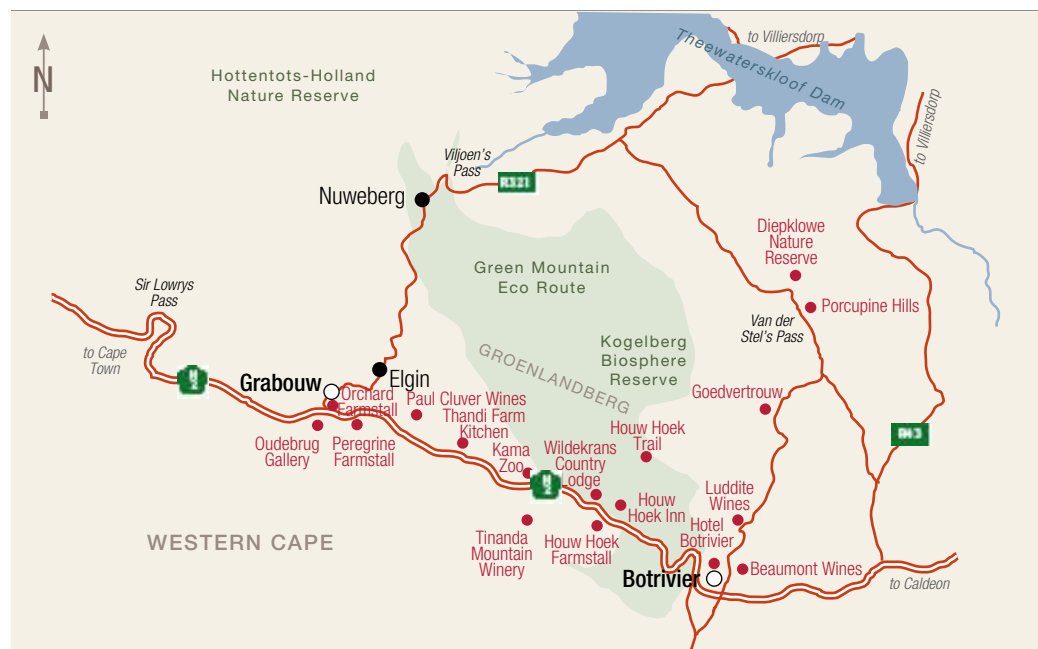 to Villiersdorp
Theewaterskloof Dam
N
Hottentots-Holland
Nature Reserve
to Villiersdorp
Viljoen's
Pass
R321
Nuweberg
Diepklowe
Nature
Reserve
Green Mountain
Eco Route
Sir Lowrys
Pass
Porcupine Hills
Van der
Stel's Pass
to Cape
Town
Kogelberg
Biosphere
Reserve
GROENLANDBERG
N
2
Grabouw
Elgin
Orchard
Farmstall
Paul Cluver Wines
Thandi Farm
Kitchen
Goedvertrouw
Oudebrug
Gallery
Peregrine
Farmstall
Houw Hoek
Trail
R43
Kama
Zoo
Wildekrans
Country
Lodge
N
2
Houw
Hoek Inn
Luddite
Wines
Hotel
Botrivier
WESTERN CAPE
Tinanda
Mountain
Winery
Houw Hoek
Farmstall
Botrivier
Beaumont Wines
to Caldeon